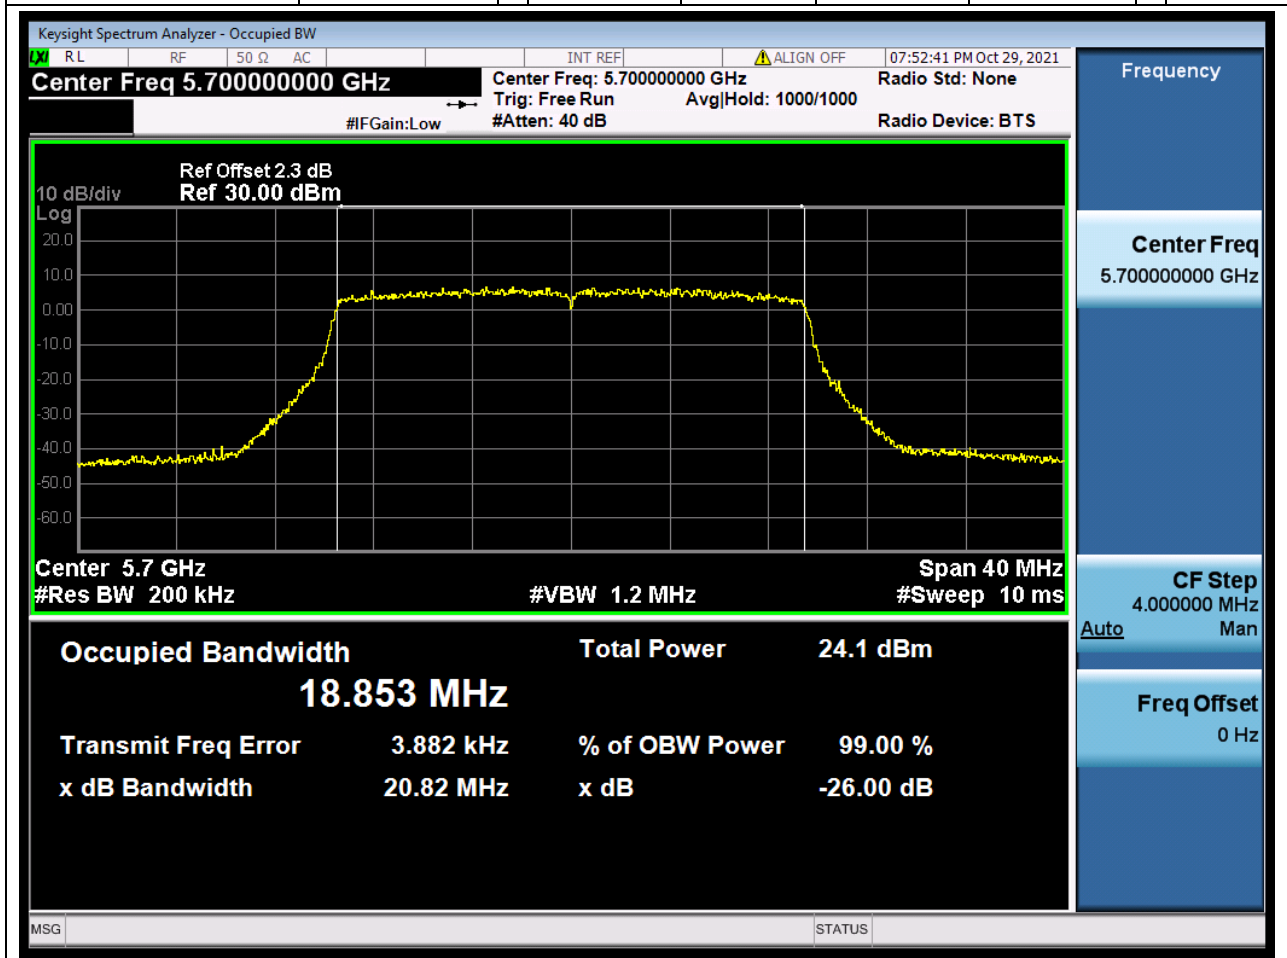 Keysight Spectrum Analyzer - Occupied BW
LXI RL RF 50 Ω AC INT REF ALIGN OFF 07:52:41 PM Oct 29, 2021
Center Freq 5.700000000 GHz
Center Freq: 5.700000000 GHz
Radio Std: None
Trig: Free Run Avg|Hold: 1000/1000
#IFGain:Low
#Atten: 40 dB
Radio Device: BTS
Ref Offset 2.3 dB
10 dB/div Ref 30.00 dBm
Log
20.0
10.0
0.00
-10.0
-20.0
-30.0
-40.0
-50.0
-60.0
Center 5.7 GHz Span 40 MHz
#Res BW 200 kHz #VBW 1.2 MHz #Sweep 10 ms
Occupied Bandwidth Total Power 24.1 dBm
18.853 MHz
Transmit Freq Error 3.882 kHz % of OBW Power 99.00 %
x dB Bandwidth 20.82 MHz x dB -26.00 dB
Frequency
Center Freq
5.700000000 GHz
CF Step
4.000000 MHz
Auto Man
Freq Offset
0 Hz
MSG STATUS